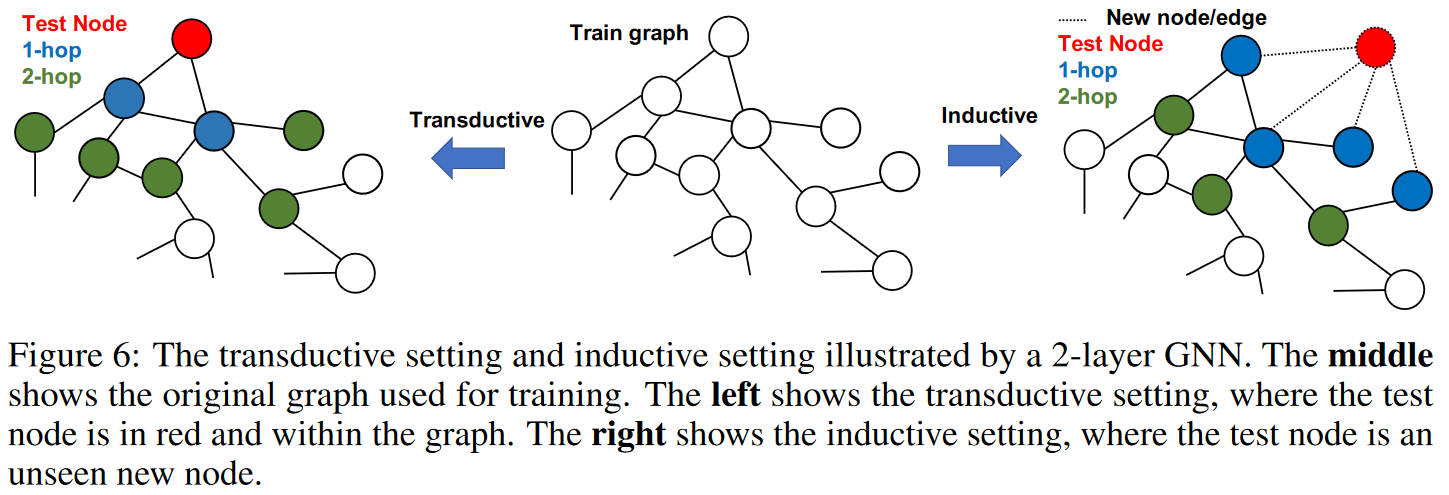 Test Node
1-hop
2-hop
Transductive
Train graph
Inductive
New node/edge
Test Node
1-hop
2-hop
Figure 6: The transductive setting and inductive setting illustrated by a 2-layer GNN. The middle
shows the original graph used for training. The left shows the transductive setting, where the test
node is in red and within the graph. The right shows the inductive setting, where the test node is an
unseen new node.